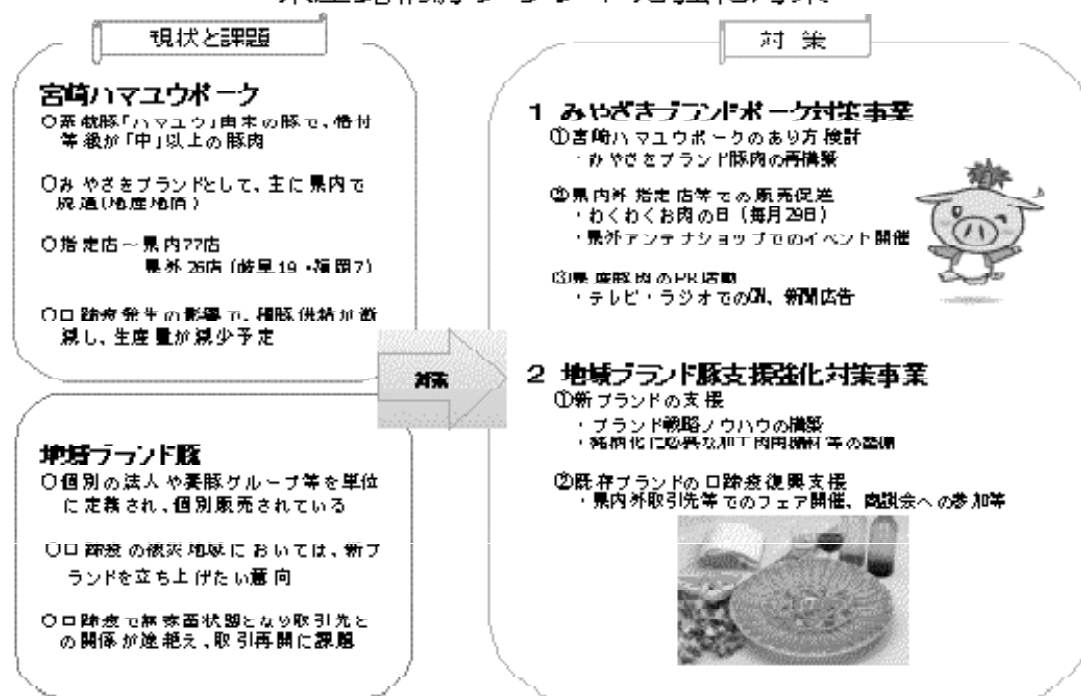 現状と課題
宮崎ハマユウポーク
○系統豚「ハマユウ」由来の豚で、格付
等級が「中」以上の豚肉
○みやざきブランドとして、主に県内で
流通(地産地消)
○指定店～県内77店
県外26店(岐阜19・福岡7)
○口蹄疫発生の影響で、種豚供給が激
減し、生産量が減少予定
地域ブランド豚
○個別の法人や養豚グループ等を単位
に定義され、個別販売されている
○口蹄疫の被災地域においては、新ブ
ランドを立ち上げたい意向
○口蹄疫で無家畜状態となり取引先と
の関係が途絶え、取引再開に課題
対策
対 策
1 みやざきブランドポーク対策事業
①宮崎ハマユウポークのあり方検討
・みやざきブランド豚肉の再構築
②県内外指定店等での販売促進
・わくわくお肉の日(毎月29日)
・県外アンテナショップでのイベント開催
③県産豚肉のPR活動
・テレビ・ラジオでのCM、新聞広告
2 地域ブランド豚支援強化対策事業
①新ブランドの支援
・ブランド戦略ノウハウの構築
・銘柄化に必要な加工肉用機材等の整備
②既存ブランドの口蹄疫復興支援
・県内外取引先等でのフェア開催、商談会への参加等